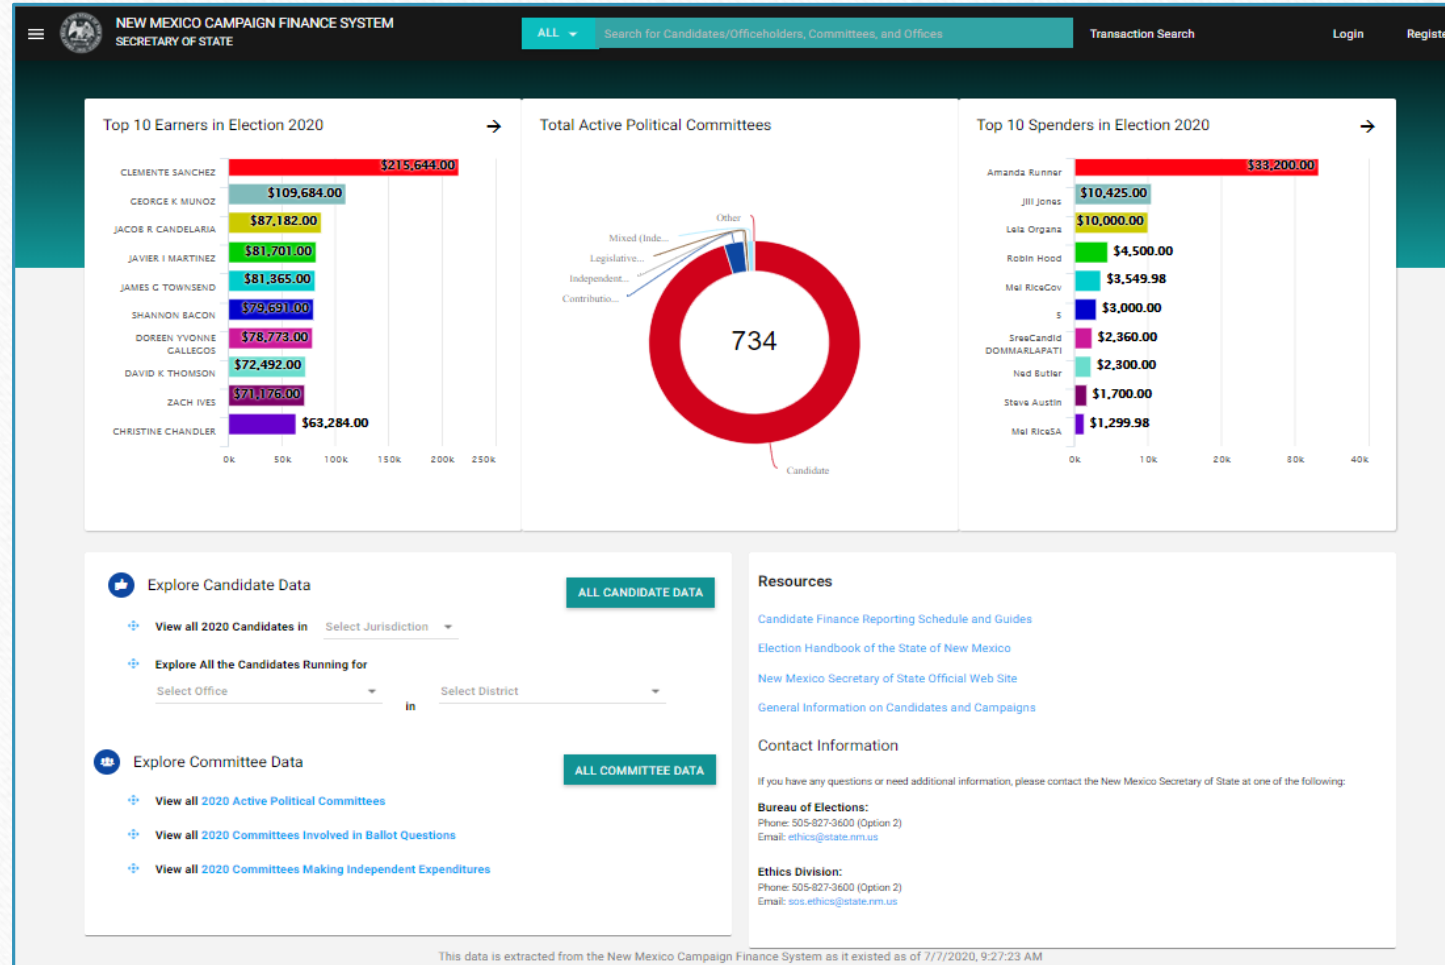 NEW MEXICO CAMPAIGN FINANCE SYSTEM
SECRETARY OF STATE
ALL
Search for Candidates/Officeholders, Committees, and Offices
Transaction Search
Login
Registe
Top 10 Earners in Election 2020
CLEMENTE SANCHEZ $215,644.00
GEORGE K MUNOZ $109,684.00
JACOB R CANDELARIA $87,182.00
JAVIER I MARTINEZ $81,701.00
JAMES G TOWNSEND $81,365.00
SHANNON BACON $79,691.00
DOREEN YVONNE
GALLEGOS $78,773.00
DAVID K THOMSON $72,492.00
ZACH IVES $71,176.00
CHRISTINE CHANDLER $63,284.00
0k 50k 100k 150k 200k 250k
Total Active Political Committees
Other
Mixed (Inde...
Legislative...
Independent...
Contributio...
734
Candidate
Top 10 Spenders in Election 2020
Amanda Runner $33,200.00
Jill Jones $10,425.00
Leia Organa $10,000.00
Robin Hood $4,500.00
Mel RiceGov $3,549.98
S $3,000.00
SreeCandid
DOMMARLAPATI $2,360.00
Ned Butler $2,300.00
Steve Austin $1,700.00
Mel RiceSA $1,299.98
0k 10k 20k 30k 40k
Explore Candidate Data
ALL CANDIDATE DATA
View all 2020 Candidates in Select Jurisdiction
Explore All the Candidates Running for
Select Office in Select District
Explore Committee Data
ALL COMMITTEE DATA
View all 2020 Active Political Committees
View all 2020 Committees Involved in Ballot Questions
View all 2020 Committees Making Independent Expenditures
Resources
Candidate Finance Reporting Schedule and Guides
Election Handbook of the State of New Mexico
New Mexico Secretary of State Official Web Site
General Information on Candidates and Campaigns
Contact Information
If you have any questions or need additional information, please contact the New Mexico Secretary of State at one of the following:
Bureau of Elections:
Phone: 505-827-3600 (Option 2)
Email: ethics@state.nm.us
Ethics Division:
Phone: 505-827-3600 (Option 2)
Email: sos.ethics@state.nm.us
This data is extracted from the New Mexico Campaign Finance System as it existed as of 7/7/2020, 9:27:23 AM